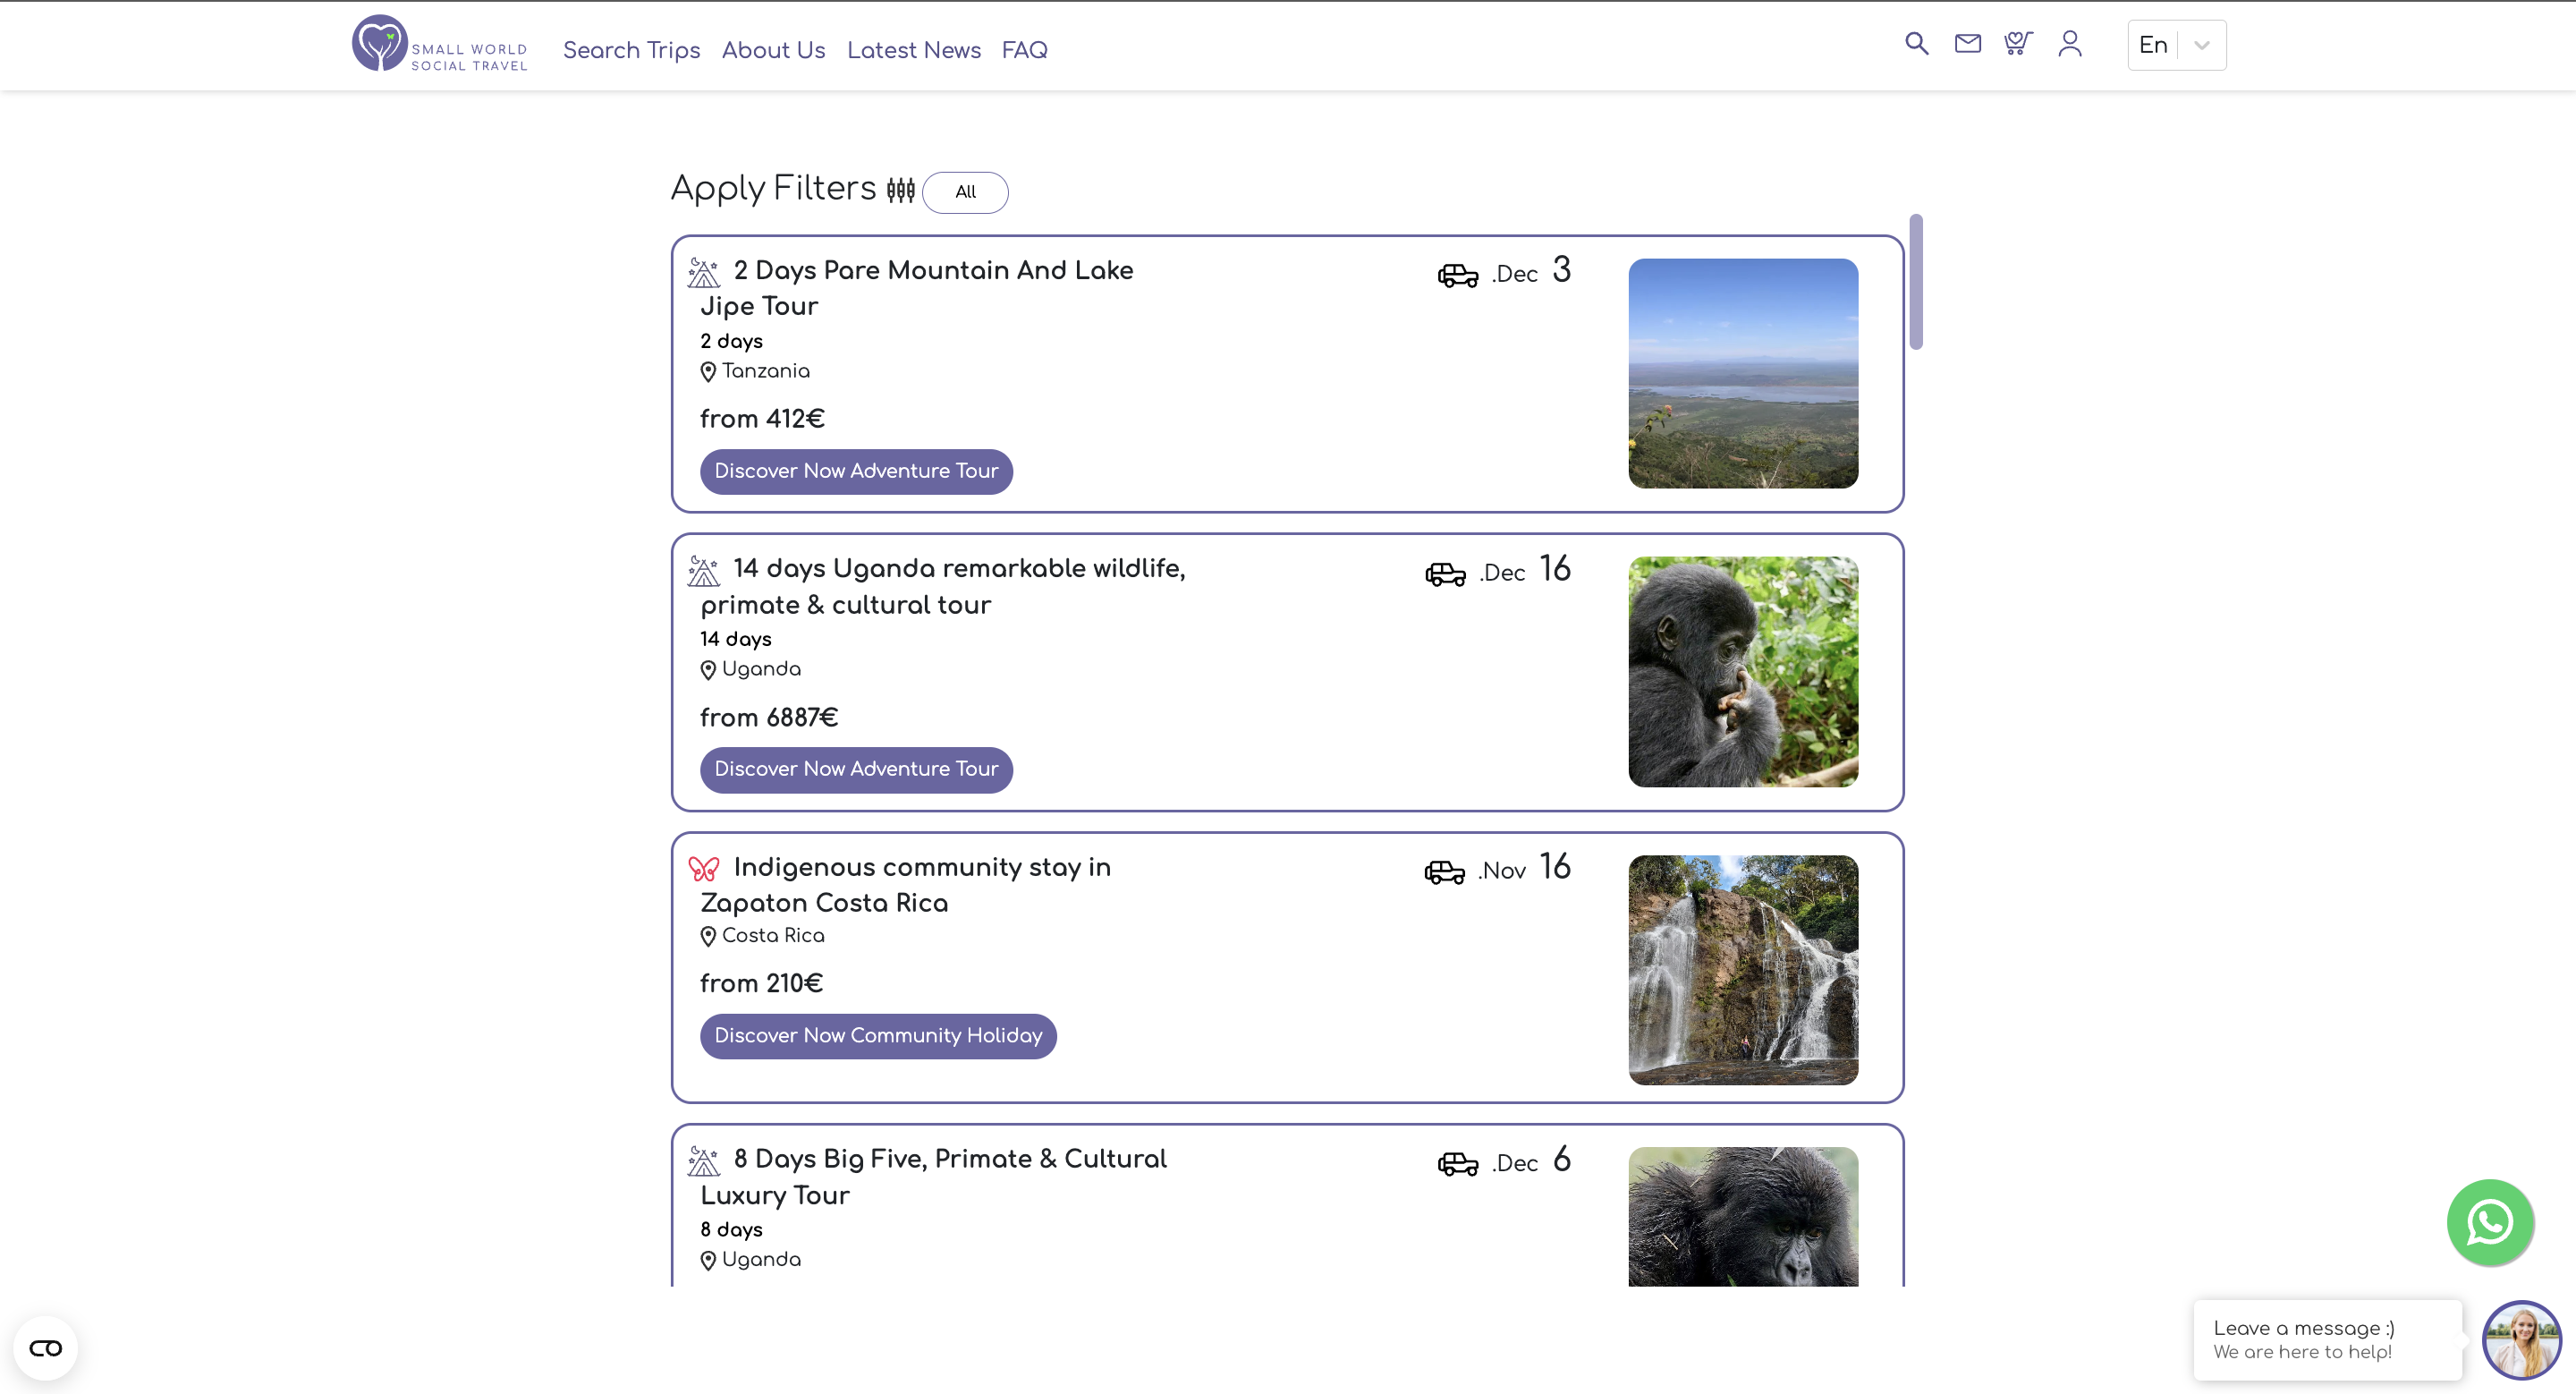 SMALL WORLD
SOCIAL TRAVEL
Search Trips
About Us
Latest News
FAQ
En
Apply Filters
All
2 Days Pare Mountain And Lake
Jipe Tour
2 days
Tanzania
from 412€
Discover Now Adventure Tour
.Dec 3
14 days Uganda remarkable wildlife,
primate & cultural tour
14 days
Uganda
from 6887€
Discover Now Adventure Tour
.Dec 16
Indigenous community stay in
Zapaton Costa Rica
Costa Rica
from 210€
Discover Now Community Holiday
.Nov 16
8 Days Big Five, Primate & Cultural
Luxury Tour
8 days
Uganda
.Dec 6
Leave a message :)
We are here to help!